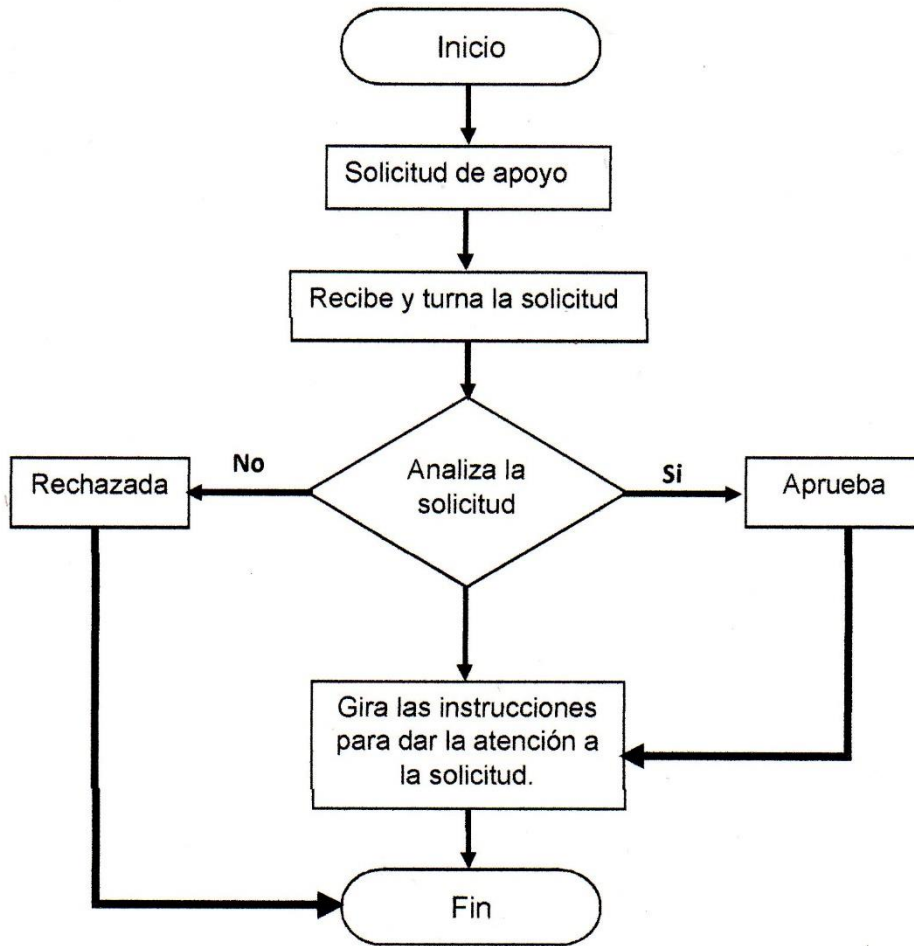 Inicio
Solicitud de apoyo
Recibe y turna la solicitud
Analiza la
solicitud
No
Si
Rechazada
Aprueba
Gira las instrucciones
para dar la atención a
la solicitud.
Fin